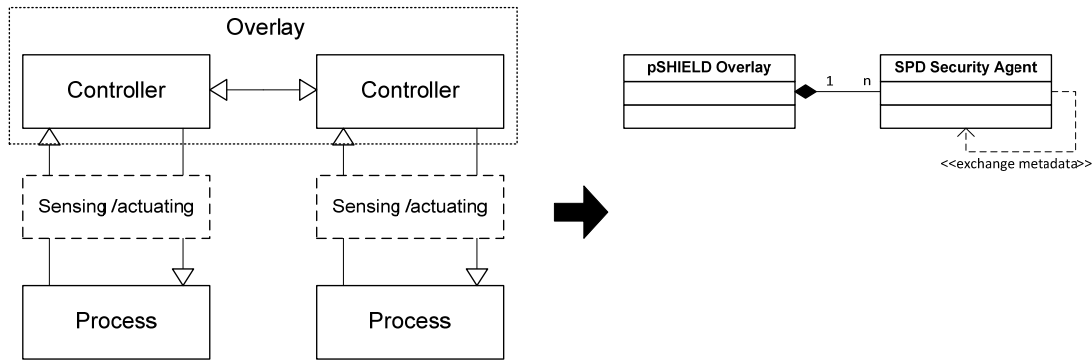 Overlay
Controller
Controller
Sensing /actuating
Sensing /actuating
Process
Process
pSHIELD Overlay
SPD Security Agent
1
n
<<exchange metadata>>